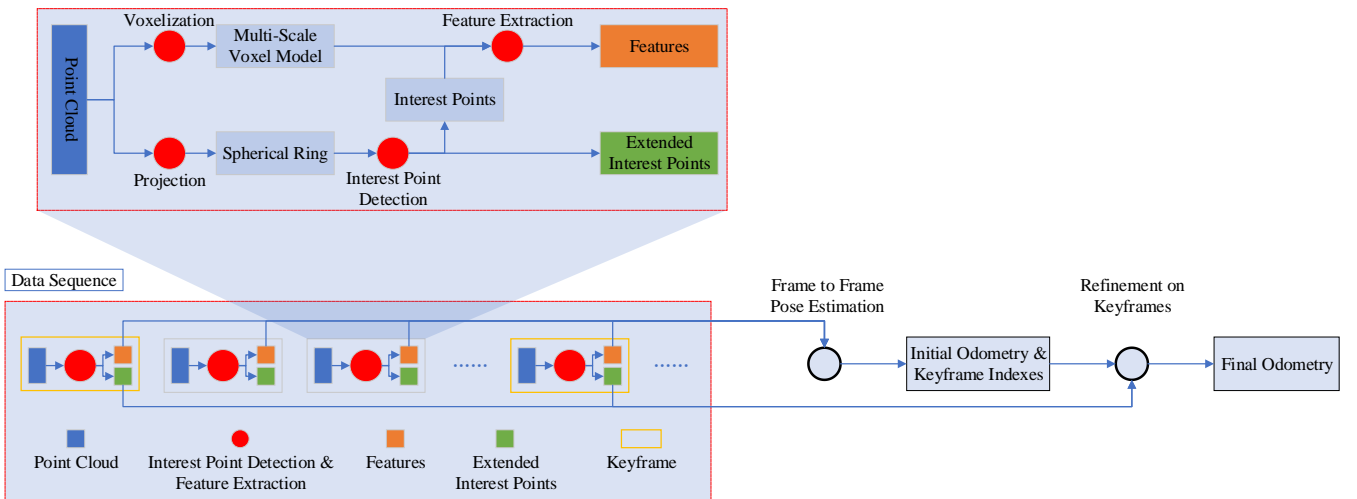 Voxelization
Feature Extraction
Point Cloud
Multi-Scale
Voxel Model
Features
Interest Points
Spherical Ring
Extended
Interest Points
Projection
Interest Point
Detection
Data Sequence
Frame to Frame
Pose Estimation
Refinement on
Keyframes
Initial Odometry &
Keyframe Indexes
Final Odometry
......
......
Point Cloud
Interest Point Detection &
Feature Extraction
Features
Extended
Interest Points
Keyframe